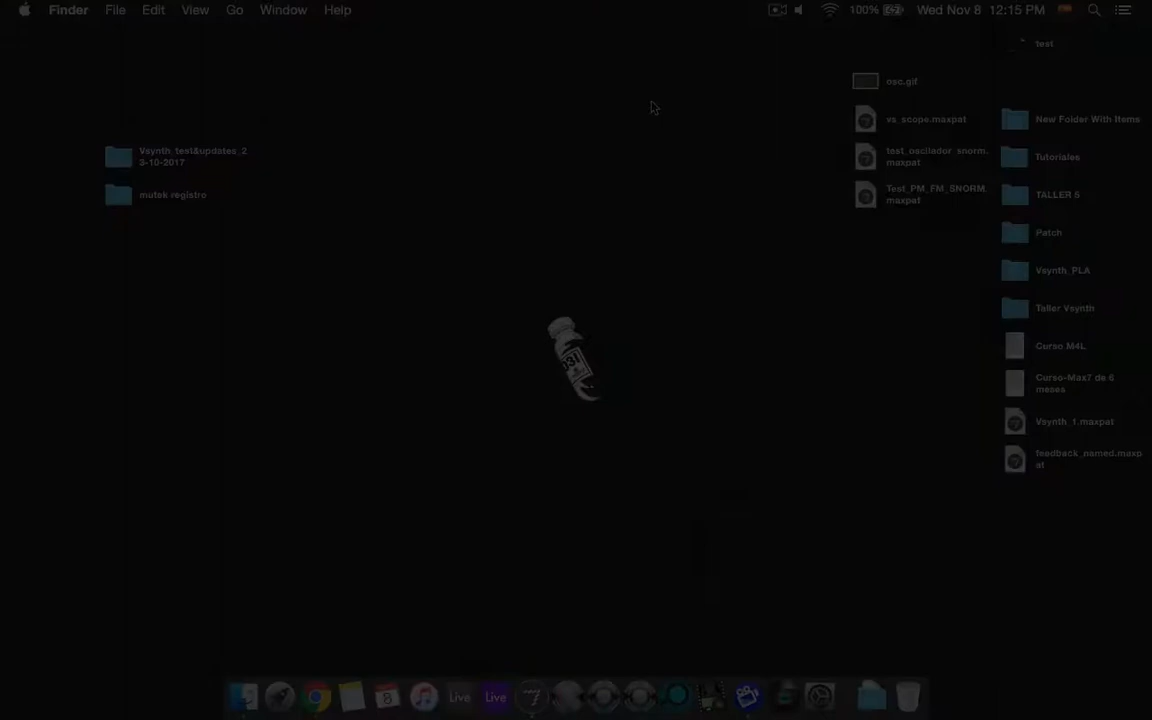 Finder File Edit View Go Window Help 100% Wed Nov 8 12:15 PM
test
osc.gif
vs_scope.maxpat
New Folder With Items
Vsynth_test&updates_2
3-10-2017
test_oscilador_snorm.
maxpat
Tutoriales
mutek registro
Test_PM_FM_SNORM.
maxpat
TALLER 5
Patch
Vsynth_PLA
Taller Vsynth
Curso M4L
Curso-Max7 de 6
meses
Vsynth_1.maxpat
feedback_named.maxp
at
8
Live
Live
7